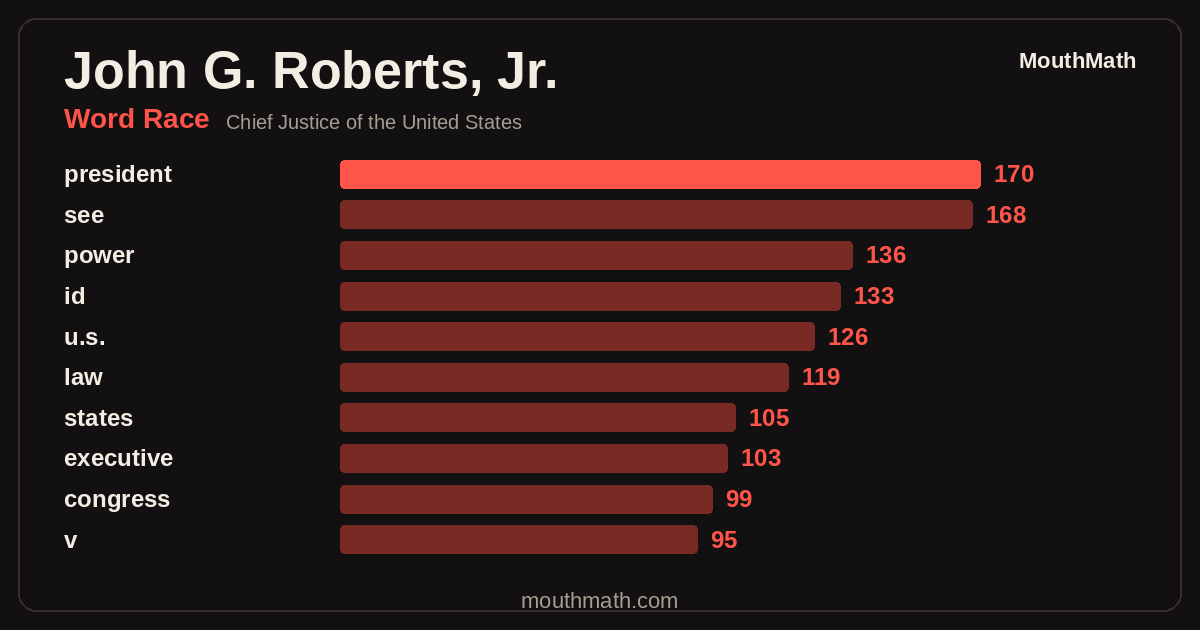 John G. Roberts, Jr.
MouthMath
Word Race Chief Justice of the United States
president 170
see 168
power 136
id 133
u.s. 126
law 119
states 105
executive 103
congress 99
v 95
mouthmath.com